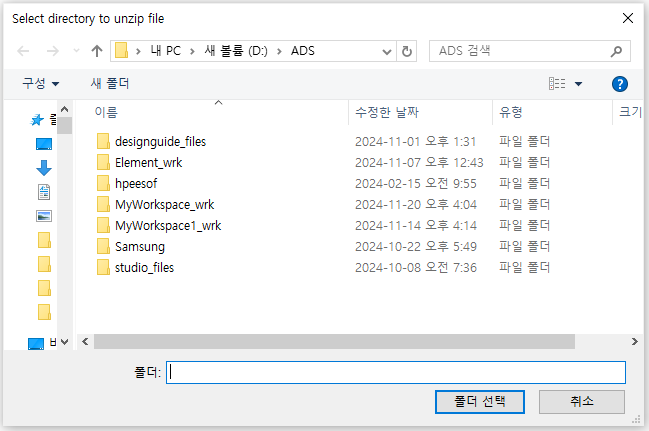 Select directory to unzip file
내 PC > 새 볼륨 (D:) > ADS
ADS 검색
구성 새 폴더
이름 수정한 날짜 유형 크기
designguide_files 2024-11-01 오후 1:31 파일 폴더
Element_wrk 2024-11-07 오후 12:43 파일 폴더
hpeesof 2024-02-15 오전 9:55 파일 폴더
MyWorkspace_wrk 2024-11-20 오후 4:04 파일 폴더
MyWorkspace1_wrk 2024-11-14 오후 4:14 파일 폴더
Samsung 2024-10-22 오후 5:49 파일 폴더
studio_files 2024-10-08 오전 7:36 파일 폴더
폴더:
폴더 선택 취소